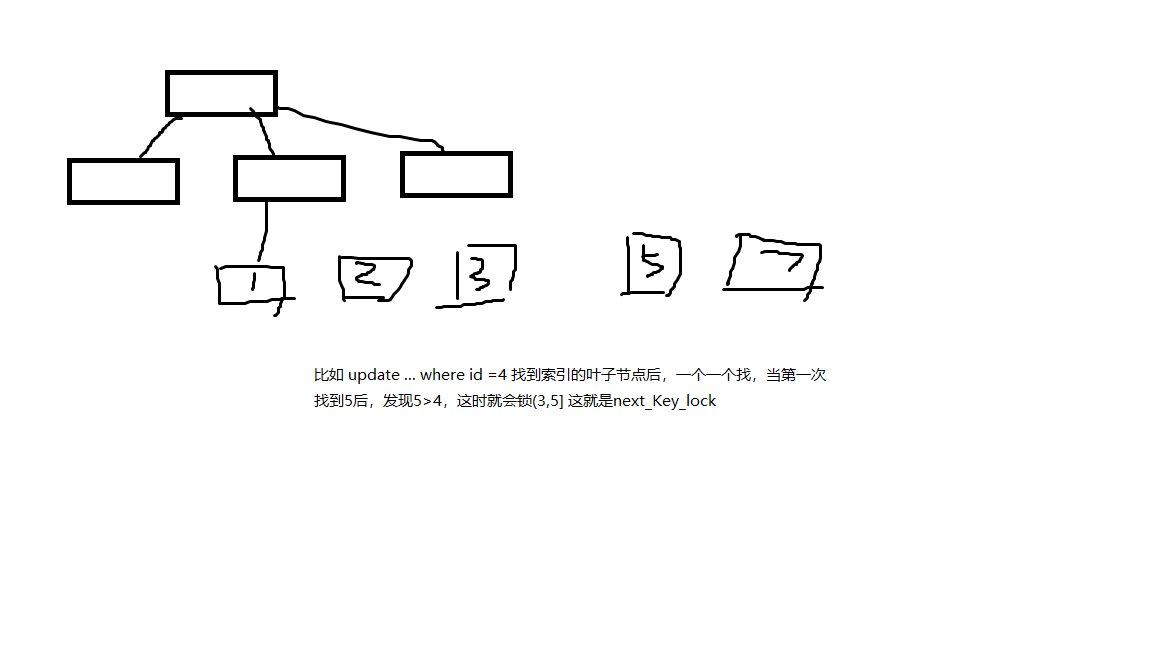 1 2 3 5 7
比如 update ... where id =4 找到索引的叶子节点后，一个一个找，当第一次
找到5后，发现5>4，这时就会锁(3,5] 这就是next_Key_lock